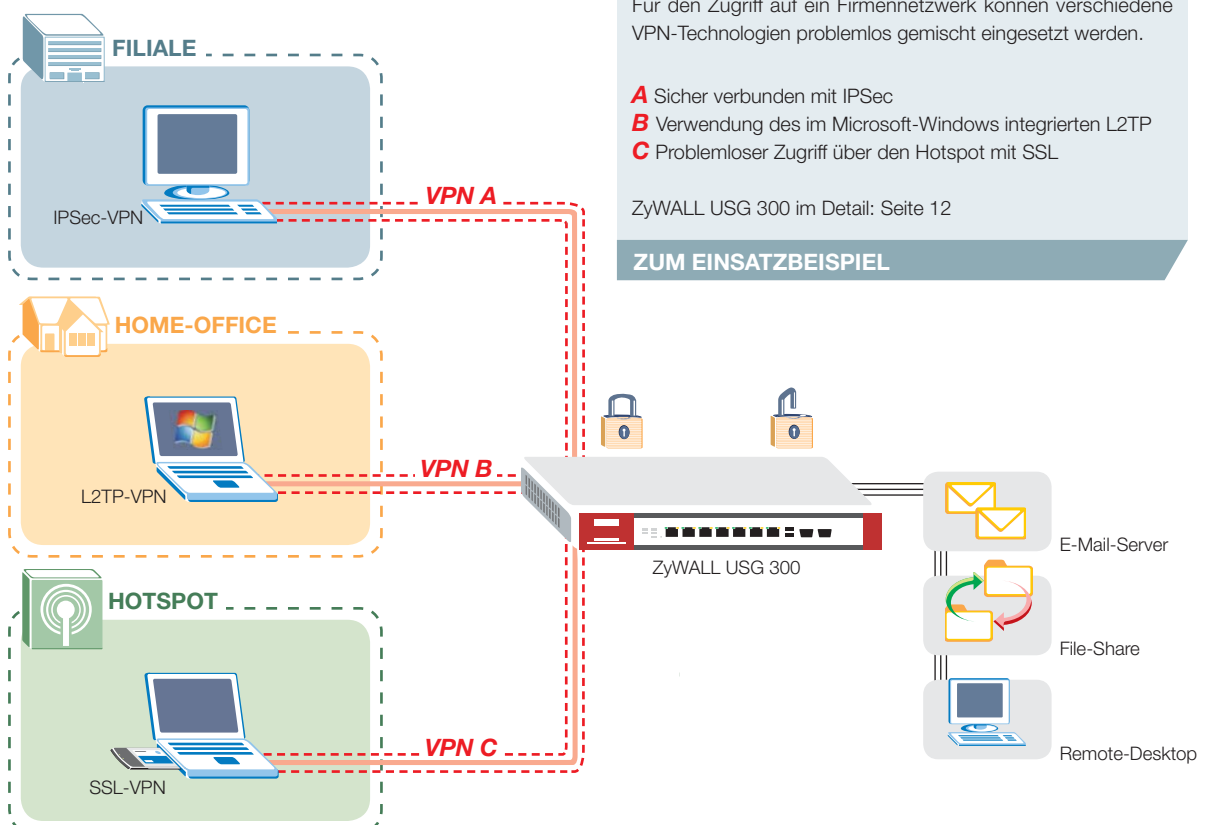 Für den Zugriff auf ein Firmennetzwerk können verschiedene
VPN-Technologien problemlos gemischt eingesetzt werden.
A Sicher verbunden mit IPSec
B Verwendung des im Microsoft-Windows integrierten L2TP
C Problemloser Zugriff über den Hotspot mit SSL
ZyWALL USG 300 im Detail: Seite 12
ZUM EINSATZBEISPIEL
FILIALE
IPSec-VPN
VPN A
HOME-OFFICE
L2TP-VPN
VPN B
ZyWALL USG 300
E-Mail-Server
File-Share
Remote-Desktop
HOTSPOT
SSL-VPN
VPN C